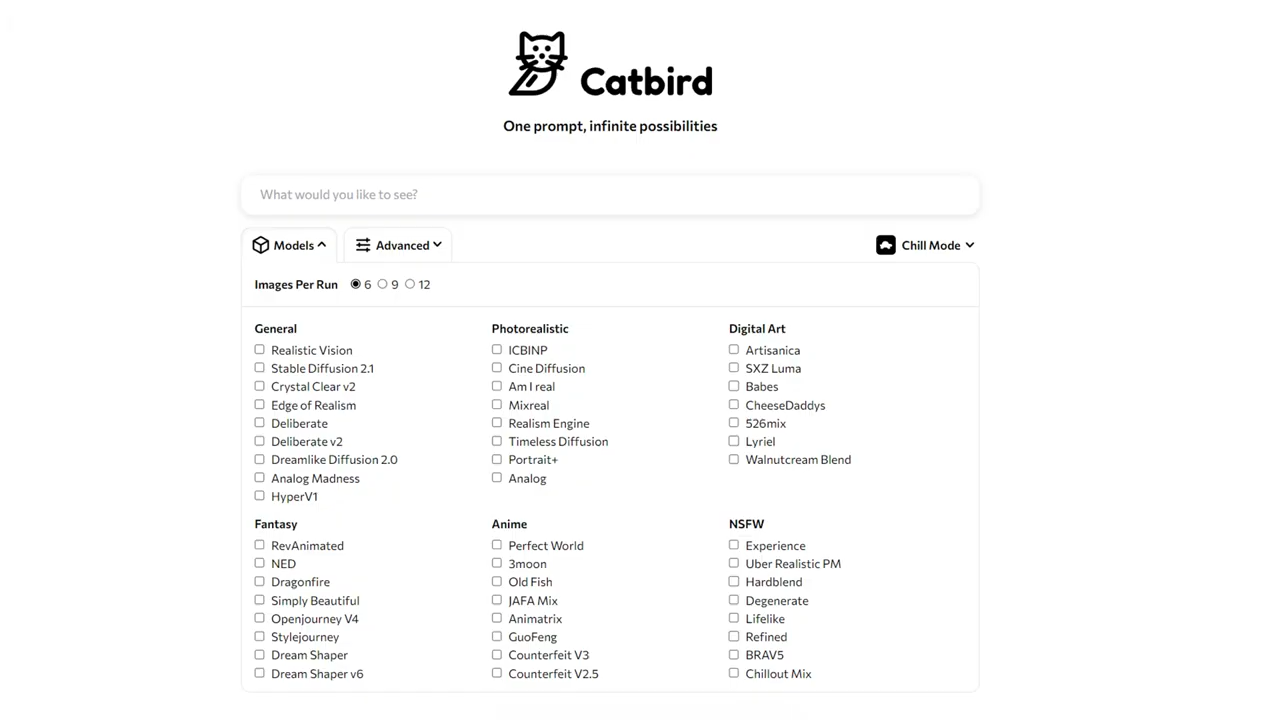 Catbird
One prompt, infinite possibilities
What would you like to see?
Models
Advanced
Chill Mode
Images Per Run 6 9 12
General
Realistic Vision
Stable Diffusion 2.1
Crystal Clear v2
Edge of Realism
Deliberate
Deliberate v2
Dreamlike Diffusion 2.0
Analog Madness
HyperV1
Photorealistic
ICBINP
Cine Diffusion
Am I real
Mixreal
Realism Engine
Timeless Diffusion
Portrait+
Analog
Digital Art
Artisanica
SXZ Luma
Babes
CheeseDaddys
526mix
Lyriel
Walnutcream Blend
Fantasy
RevAnimated
NED
Dragonfire
Simply Beautiful
Openjourney V4
Stylejourney
Dream Shaper
Dream Shaper v6
Anime
Perfect World
3moon
Old Fish
JAFA Mix
Animatrix
GuoFeng
Counterfeit V3
Counterfeit V2.5
NSFW
Experience
Uber Realistic PM
Hardblend
Degenerate
Lifelike
Refined
BRAV5
Chillout Mix